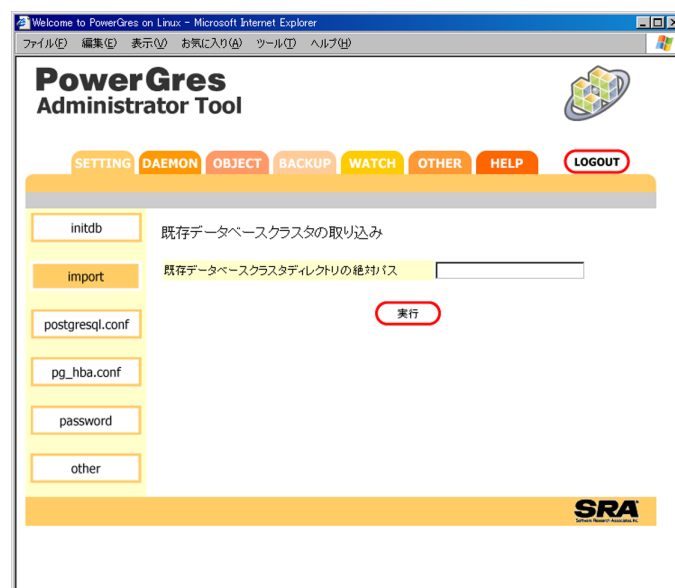 Welcome to PowerGres on Linux - Microsoft Internet Explorer
ファイル(F) 編集(E) 表示(V) お気に入り(A) ツール(T) ヘルプ(H)
PowerGres
Administrator Tool
SETTING DAEMON OBJECT BACKUP WATCH OTHER HELP LOGOUT
initdb
既存データベースクラスタの取り込み
import
既存データベースクラスタディレクトリの絶対パス
実行
postgresql.conf
pg_hba.conf
password
other
SRA
Software Research Associates, Inc.